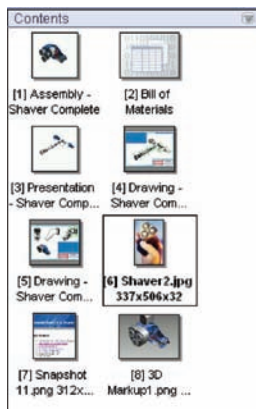 Contents
[1] Assembly -
Shaver Complete
[2] Bill of
Materials
[3] Presentation
- Shaver Comp...
[4] Drawing -
Shaver Com...
[5] Drawing -
Shaver Com...
[6] Shaver2.jpg
337x506x32
[7] Snapshot
11.png 312x...
[8] 3D
Markup1.png ...